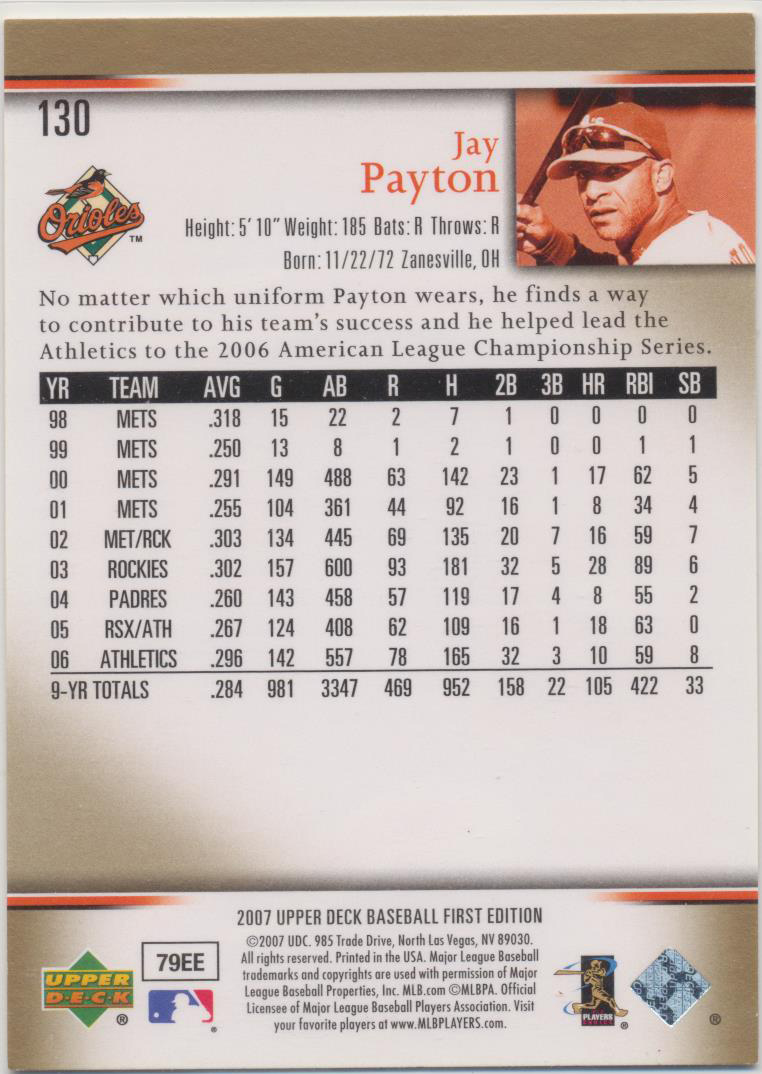 130
Jay
Payton
Orioles
TM
Height: 5' 10" Weight: 185 Bats: R Throws: R
Born: 11/22/72 Zanesville, OH
No matter which uniform Payton wears, he finds a way
to contribute to his team's success and he helped lead the
Athletics to the 2006 American League Championship Series.
YR TEAM AVG G AB R H 2B 3B HR RBI SB
98 METS .318 15 22 2 7 1 0 0 0 0
99 METS .250 13 8 1 2 1 0 0 1 1
00 METS .291 149 488 63 142 23 1 17 62 5
01 METS .255 104 361 44 92 16 1 8 34 4
02 MET/RCK .303 134 445 69 135 20 7 16 59 7
03 ROCKIES .302 157 600 93 181 32 5 28 89 6
04 PADRES .260 143 458 57 119 17 4 8 55 2
05 RSX/ATH .267 124 408 62 109 16 1 18 63 0
06 ATHLETICS .296 142 557 78 165 32 3 10 59 8
9-YR TOTALS .284 981 3347 469 952 158 22 105 422 33
2007 UPPER DECK BASEBALL FIRST EDITION
©2007 UDC. 985 Trade Drive, North Las Vegas, NV 89030.
All rights reserved. Printed in the USA. Major League Baseball
trademarks and copyrights are used with permission of Major
League Baseball Properties, Inc. MLB.com ©MLBPA. Official
Licensee of Major League Baseball Players Association. Visit
your favorite players at www.MLBPLAYERS.com.
UPPER
D·E·C·K
®
79EE
®
PLAYERS
CHOICE
®
®